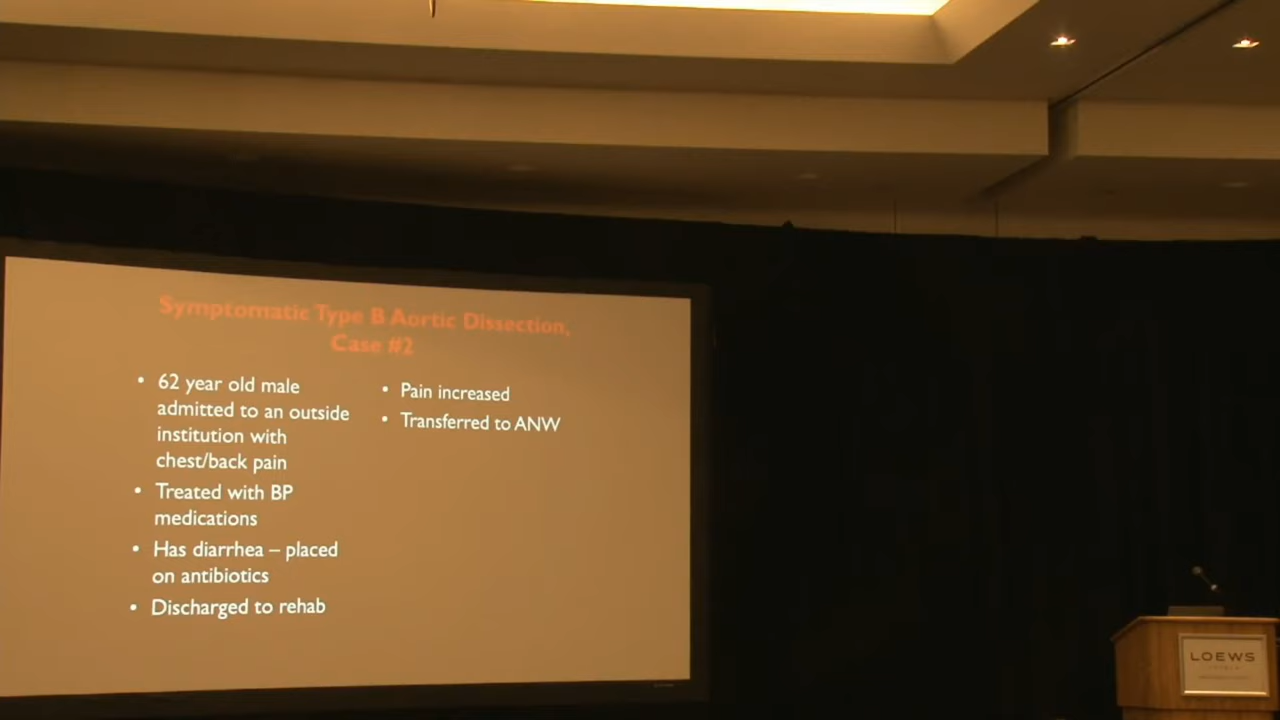 Symptomatic Type B Aortic Dissection,
Case #2
• 62 year old male
admitted to an outside
institution with
chest/back pain
• Treated with BP
medications
• Has diarrhea – placed
on antibiotics
• Discharged to rehab
• Pain increased
• Transferred to ANW
LOEWS